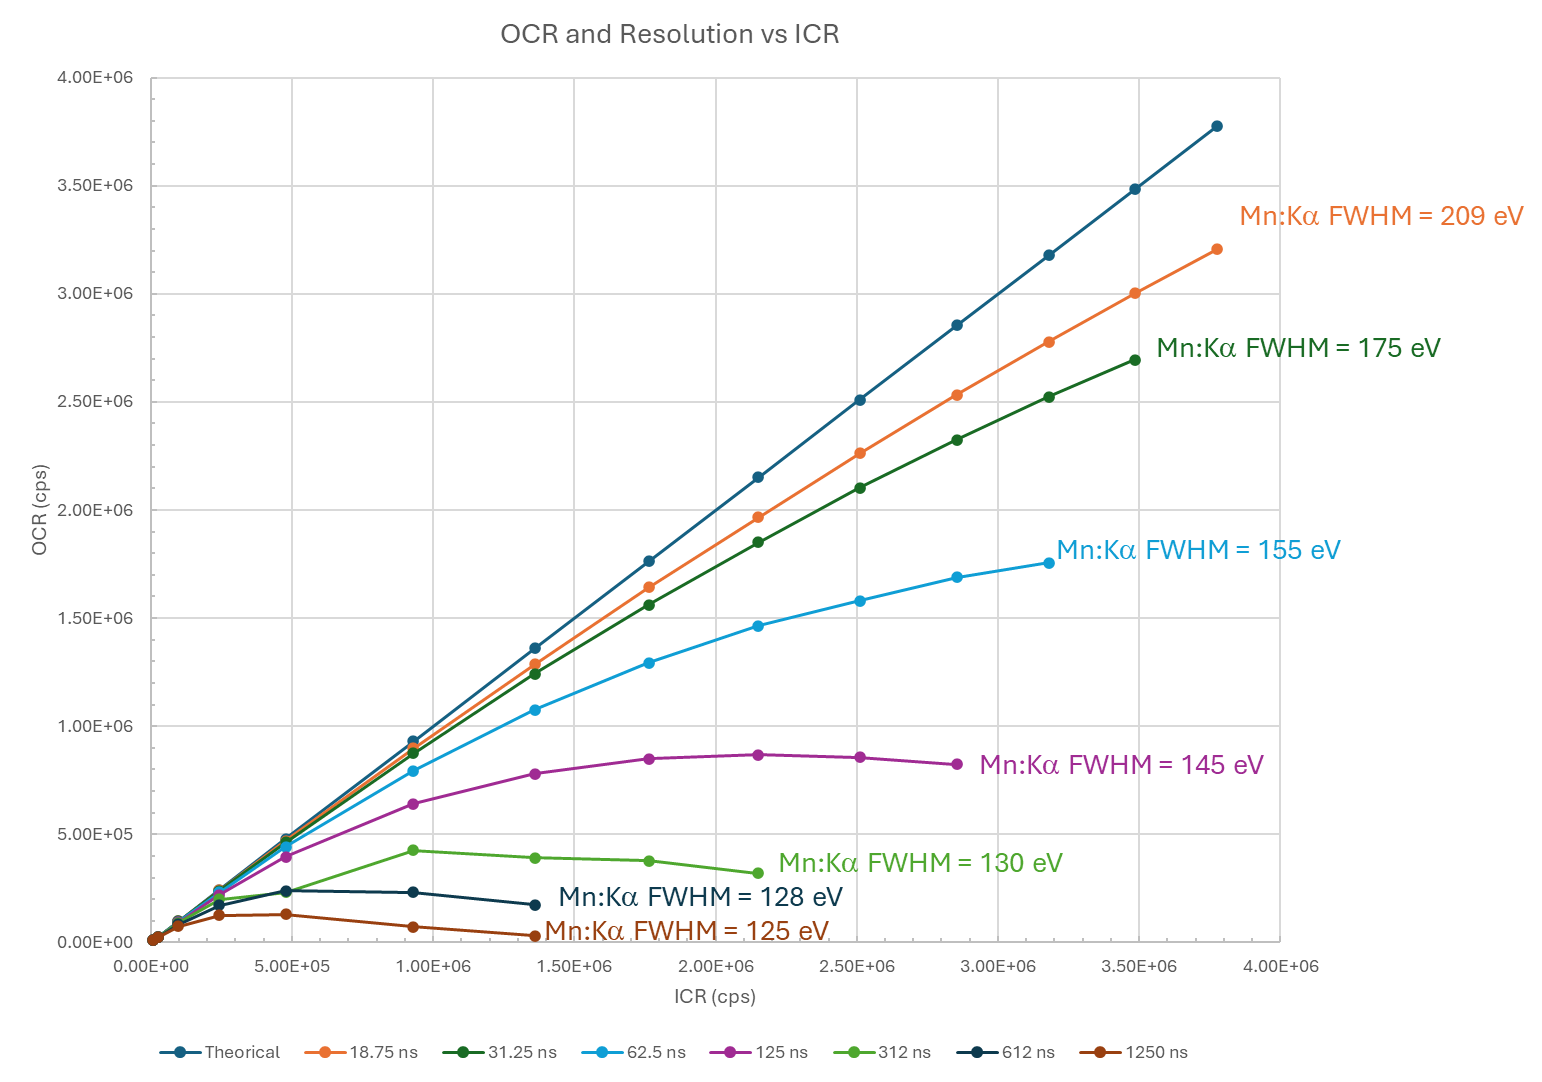 OCR and Resolution vs ICR
4.00E+06
3.50E+06
Mn:Kα FWHM = 209 eV
3.00E+06
Mn:Kα FWHM = 175 eV
2.50E+06
OCR (cps)
2.00E+06
Mn:Kα FWHM = 155 eV
1.50E+06
1.00E+06
Mn:Kα FWHM = 145 eV
5.00E+05
Mn:Kα FWHM = 130 eV
Mn:Kα FWHM = 128 eV
Mn:Kα FWHM = 125 eV
0.00E+00
0.00E+00 5.00E+05 1.00E+06 1.50E+06 2.00E+06 2.50E+06 3.00E+06 3.50E+06 4.00E+06
ICR (cps)
Theorical 18.75 ns 31.25 ns 62.5 ns 125 ns 312 ns 612 ns 1250 ns